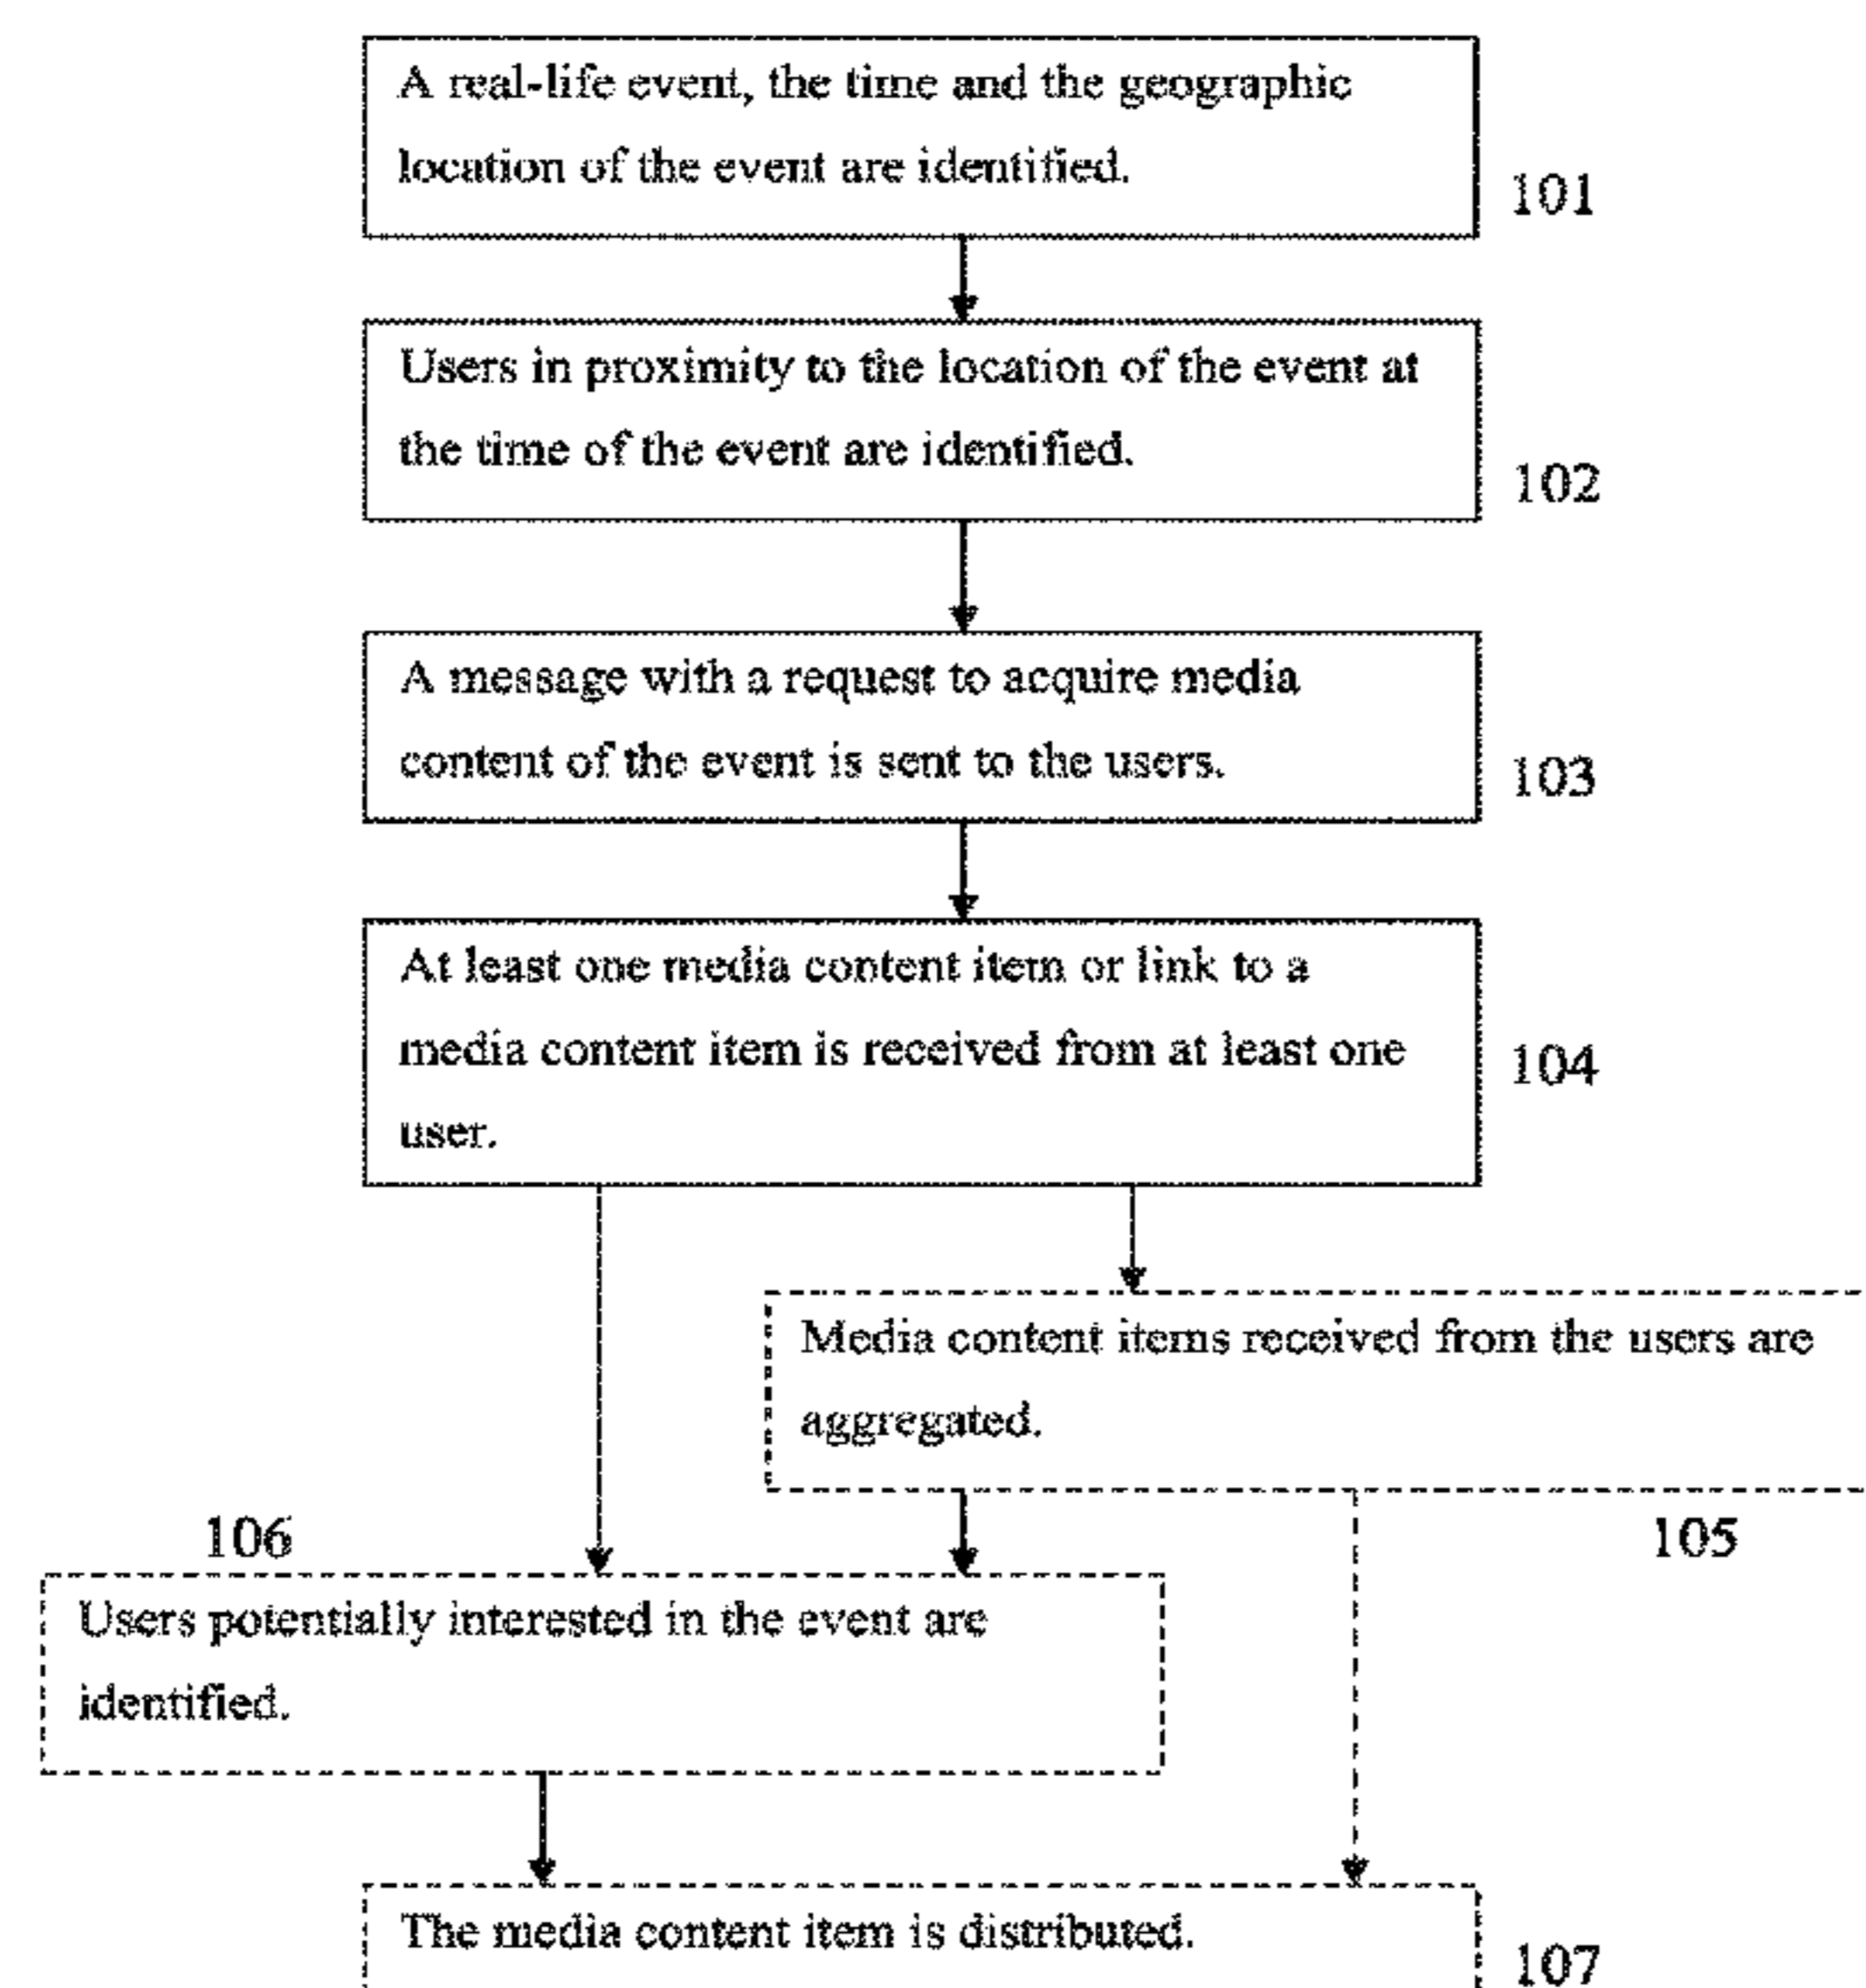 A real-life event, the time and the geographic
location of the event are identified.
101
Users in proximity to the location of the event at
the time of the event are identified.
102
A message with a request to acquire media
content of the event is sent to the users.
103
At least one media content item or link to a
media content item is received from at least one
user.
104
Media content items received from the users are
aggregated.
105
106
Users potentially interested in the event are
identified.
The media content item is distributed.
107